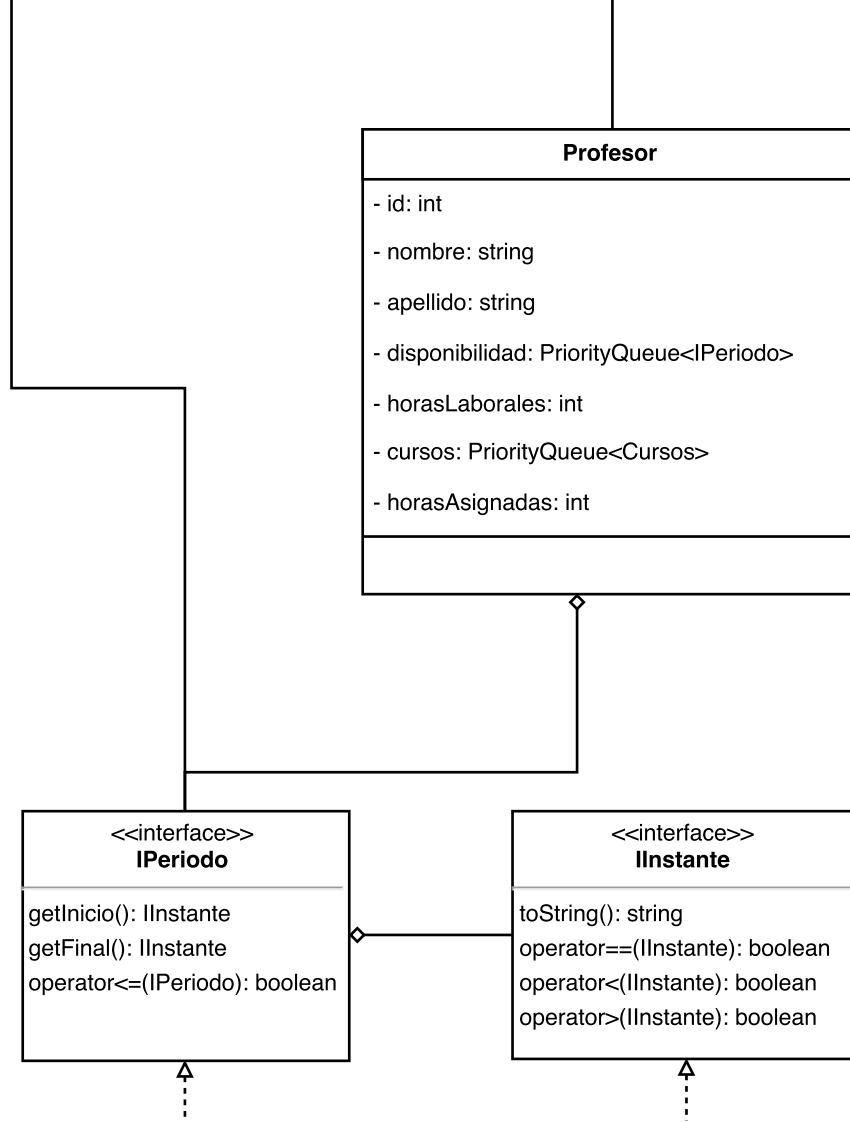 Profesor
- id: int
- nombre: string
- apellido: string
- disponibilidad: PriorityQueue<IPeriodo>
- horasLaborales: int
- cursos: PriorityQueue<Cursos>
- horasAsignadas: int
<<interface>>
IPeriodo
getInicio(): IInstante
getFinal(): IInstante
operator<=(IPeriodo): boolean
<<interface>>
IInstante
toString(): string
operator==(IInstante): boolean
operator<(IInstante): boolean
operator>(IInstante): boolean